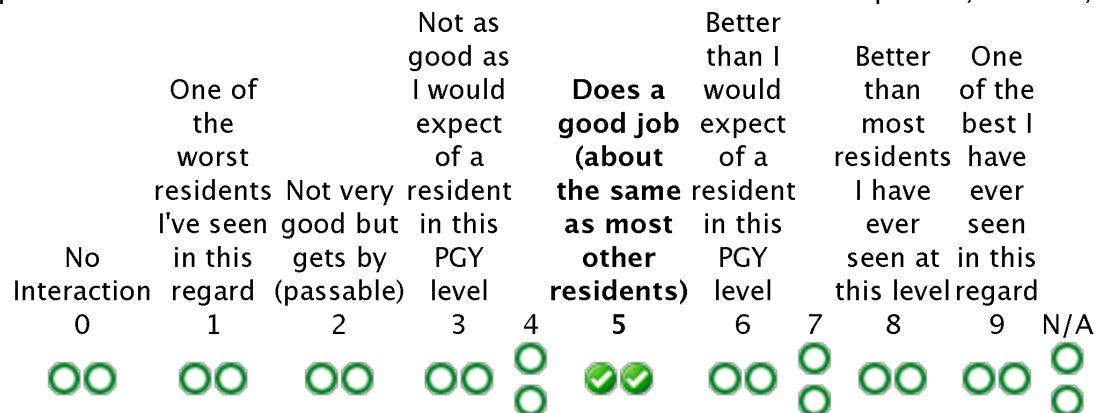 No
Interaction
0
One of
the
worst
residents
I've seen
in this
regard
1
Not very
good but
gets by
(passable)
2
Not as
good as
I would
expect
of a
resident
in this
PGY
level
3
4
Does a
good job
(about
the same
as most
other
residents)
5
Better
than I
would
expect
of a
resident
in this
PGY
level
6
7
Better
than
most
residents
I have
ever
seen at
this level
8
One
of the
best I
have
ever
seen
in this
regard
9
N/A